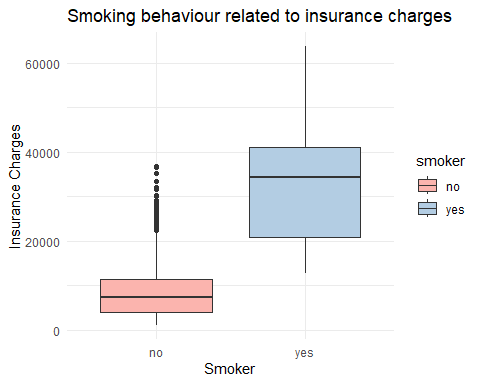 Smoking behaviour related to insurance charges
Insurance Charges
60000
40000
20000
0
no
yes
Smoker
smoker
no
yes